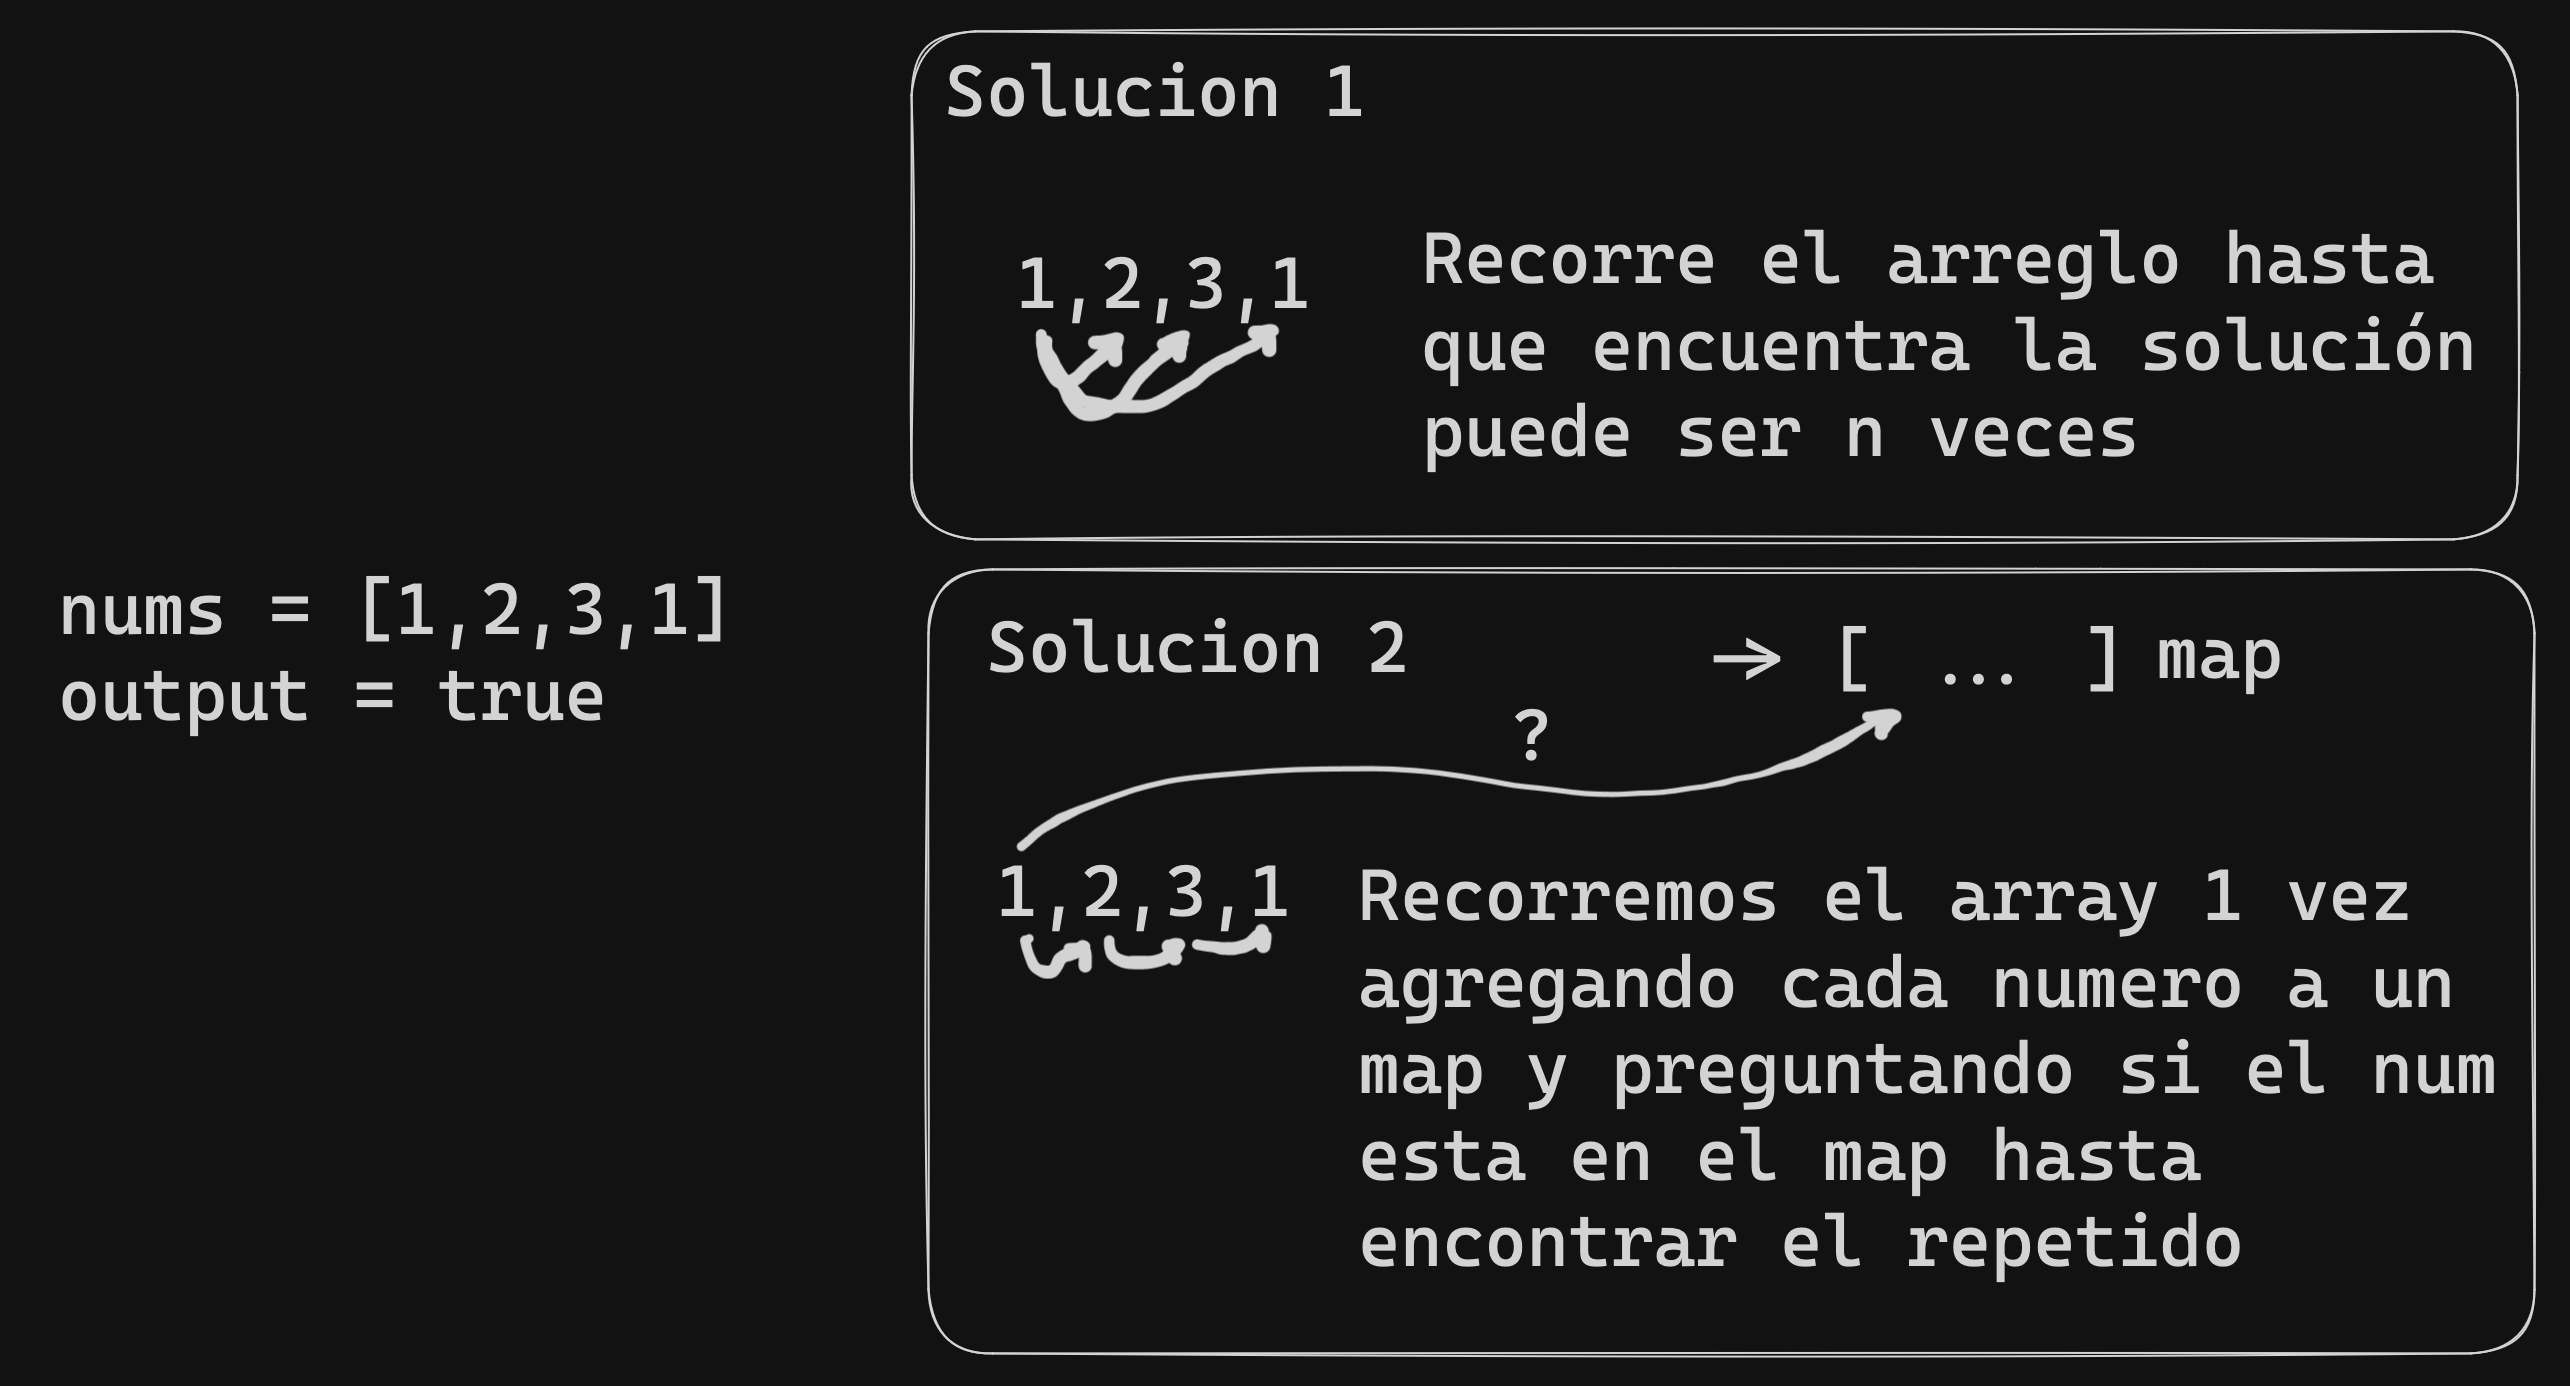 nums = [1,2,3,1]
output = true
Solucion 1
1,2,3,1
Recorre el arreglo hasta
que encuentra la solución
puede ser n veces
Solucion 2
-> [ ... ] map
?
1,2,3,1
Recorremos el array 1 vez
agregando cada numero a un
map y preguntando si el num
esta en el map hasta
encontrar el repetido